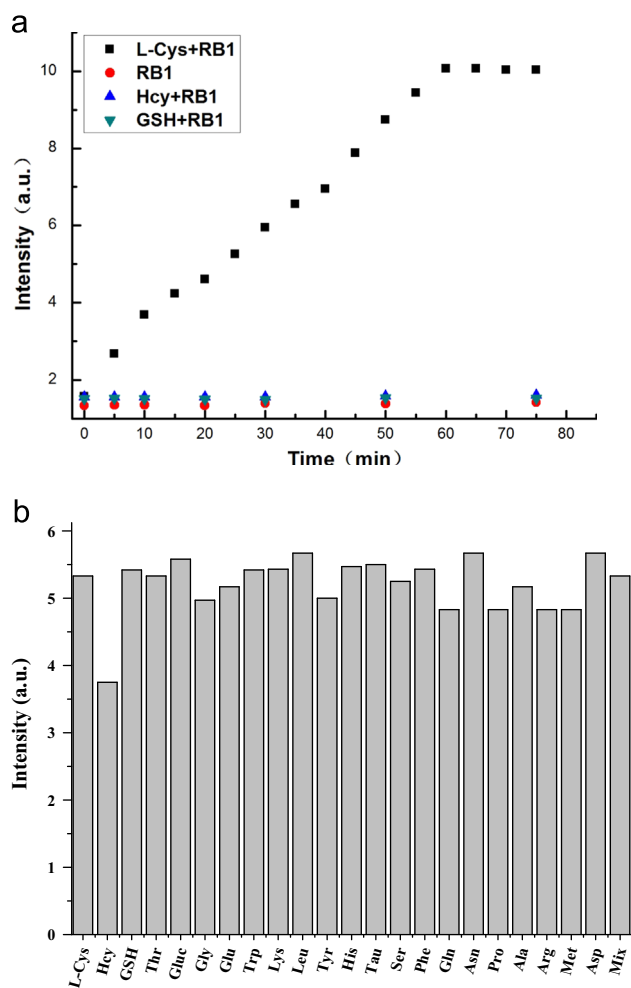 a
L-Cys+RB1
RB1
Hcy+RB1
GSH+RB1
10
8
6
4
2
Intensity (a.u.)
0 10 20 30 40 50 60 70 80
Time (min)
b
6
5
4
3
2
1
0
Intensity (a.u.)
L-Cys Hcy GSH Thr Gluc Gly Glu Trp Lys Leu Tyr His Tau Ser Phe Gln Asn Pro Ala Arg Met Asp Mix